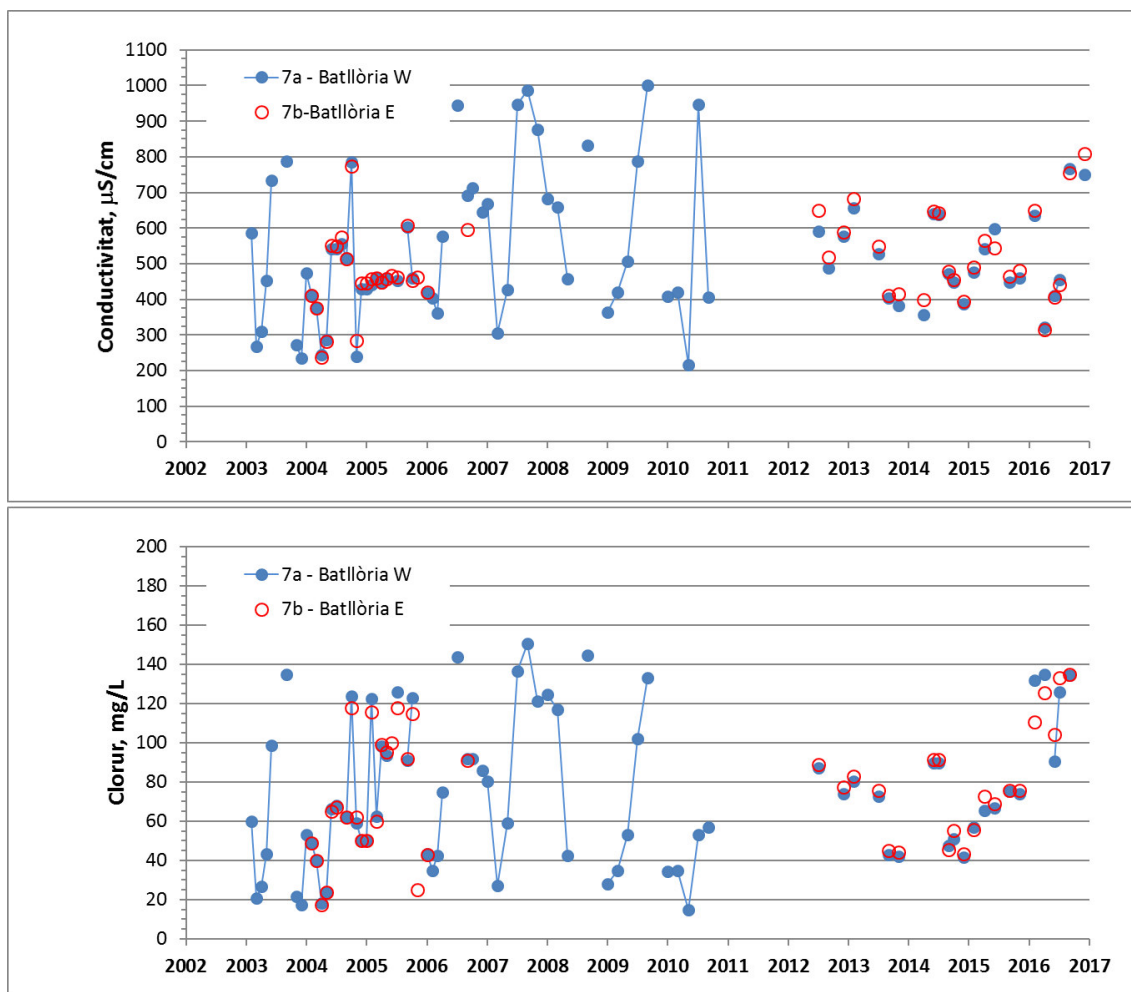 Conductivitat, µS/cm
1100
1000
900
800
700
600
500
400
300
200
100
0
7a - Batllòria W
7b-Batllòria E
2002 2003 2004 2005 2006 2007 2008 2009 2010 2011 2012 2013 2014 2015 2016 2017
Clorur, mg/L
200
180
160
140
120
100
80
60
40
20
0
7a - Batllòria W
7b - Batllòria E
2002 2003 2004 2005 2006 2007 2008 2009 2010 2011 2012 2013 2014 2015 2016 2017